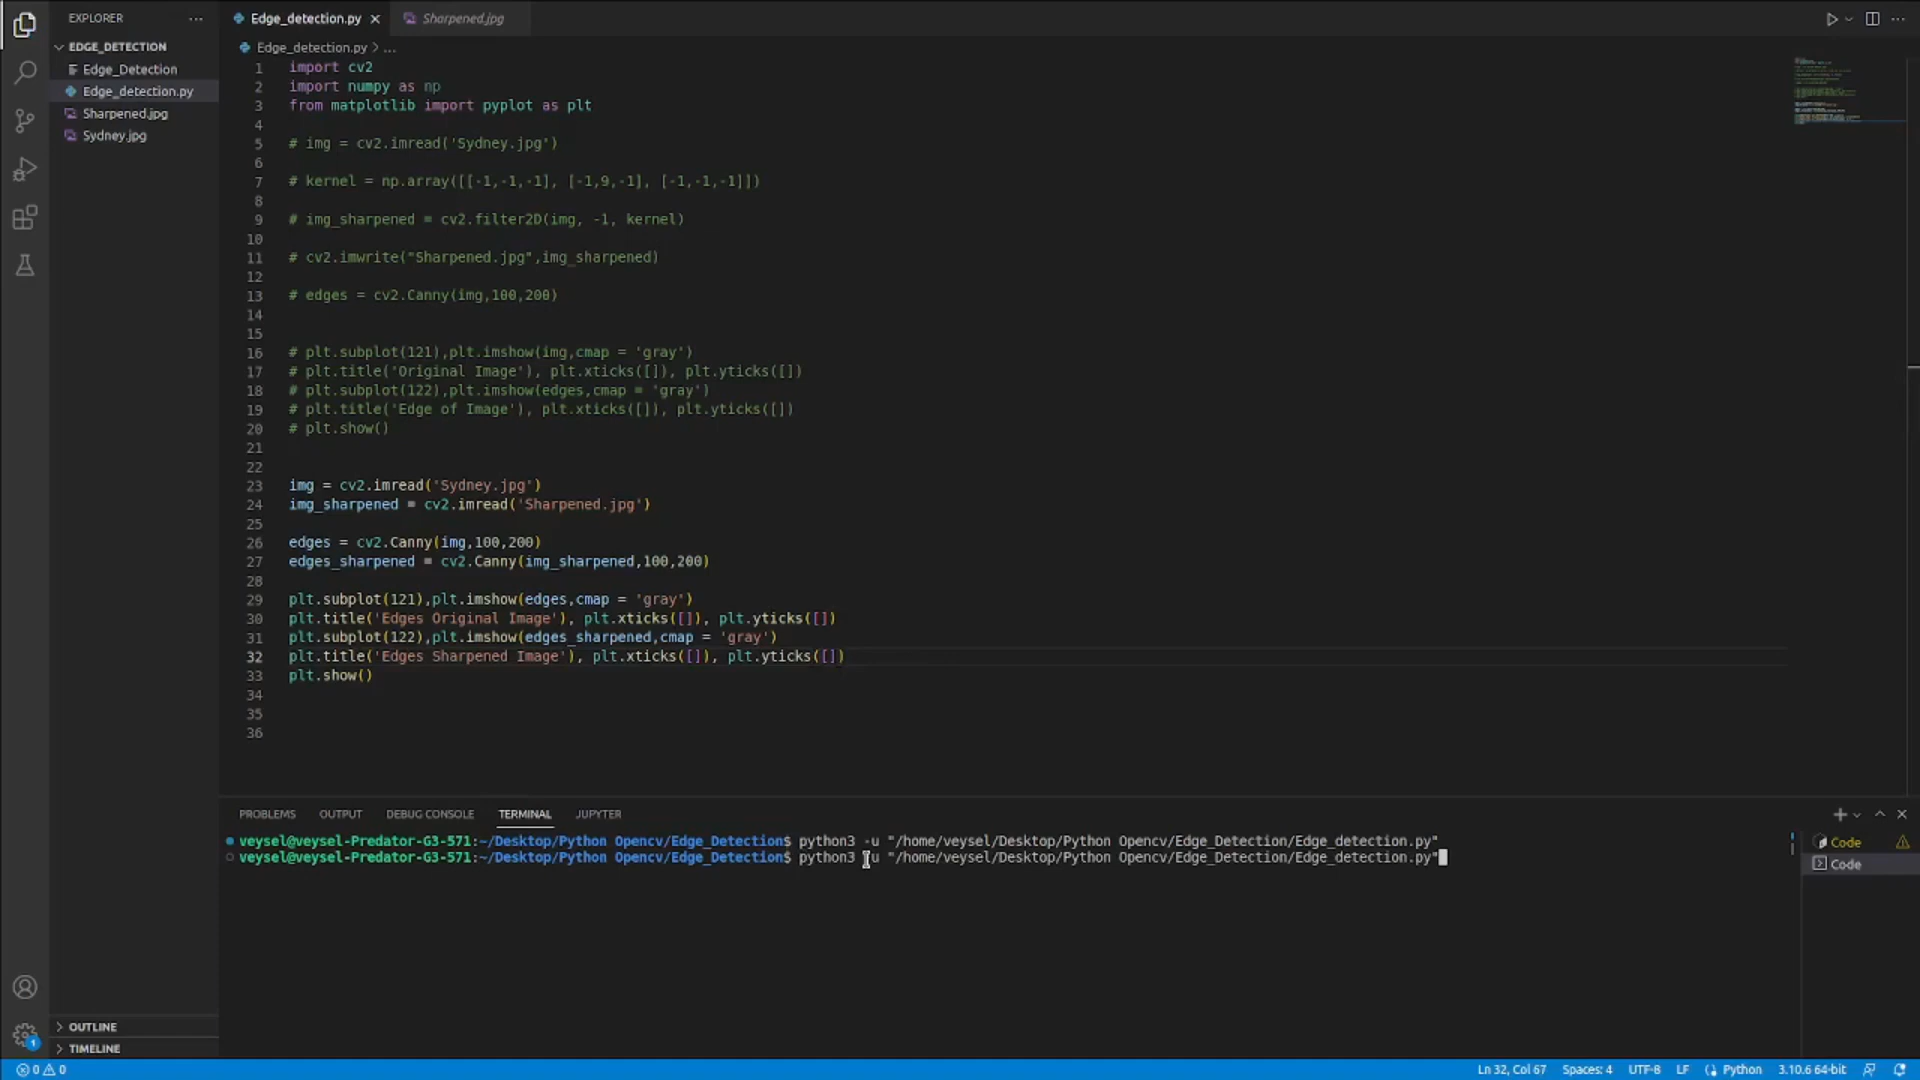 EXPLORER
EDGE_DETECTION
Edge_Detection
Edge_detection.py
Sharpened.jpg
Sydney.jpg
OUTLINE
TIMELINE
Edge_detection.py
Sharpened.jpg
Edge_detection.py > ...
1 import cv2
2 import numpy as np
3 from matplotlib import pyplot as plt
4
5 # img = cv2.imread('Sydney.jpg')
6
7 # kernel = np.array([[-1,-1,-1], [-1,9,-1], [-1,-1,-1]])
8
9 # img_sharpened = cv2.filter2D(img, -1, kernel)
10
11 # cv2.imwrite("Sharpened.jpg",img_sharpened)
12
13 # edges = cv2.Canny(img,100,200)
14
15
16 # plt.subplot(121),plt.imshow(img,cmap = 'gray')
17 # plt.title('Original Image'), plt.xticks([]), plt.yticks([])
18 # plt.subplot(122),plt.imshow(edges,cmap = 'gray')
19 # plt.title('Edge of Image'), plt.xticks([]), plt.yticks([])
20 # plt.show()
21
22
23 img = cv2.imread('Sydney.jpg')
24 img_sharpened = cv2.imread('Sharpened.jpg')
25
26 edges = cv2.Canny(img,100,200)
27 edges_sharpened = cv2.Canny(img_sharpened,100,200)
28
29 plt.subplot(121),plt.imshow(edges,cmap = 'gray')
30 plt.title('Edges Original Image'), plt.xticks([]), plt.yticks([])
31 plt.subplot(122),plt.imshow(edges_sharpened,cmap = 'gray')
32 plt.title('Edges Sharpened Image'), plt.xticks([]), plt.yticks([])
33 plt.show()
34
35
36
PROBLEMS OUTPUT DEBUG CONSOLE TERMINAL JUPYTER
veysel@veysel-Predator-G3-571:~/Desktop/Python Opencv/Edge_Detection$ python3 -u "/home/veysel/Desktop/Python Opencv/Edge_Detection/Edge_detection.py"
veysel@veysel-Predator-G3-571:~/Desktop/Python Opencv/Edge_Detection$ python3 -u "/home/veysel/Desktop/Python Opencv/Edge_Detection/Edge_detection.py"
Code
Code
1
0 0
Ln 32, Col 67 Spaces: 4 UTF-8 LF Python 3.10.6 64-bit